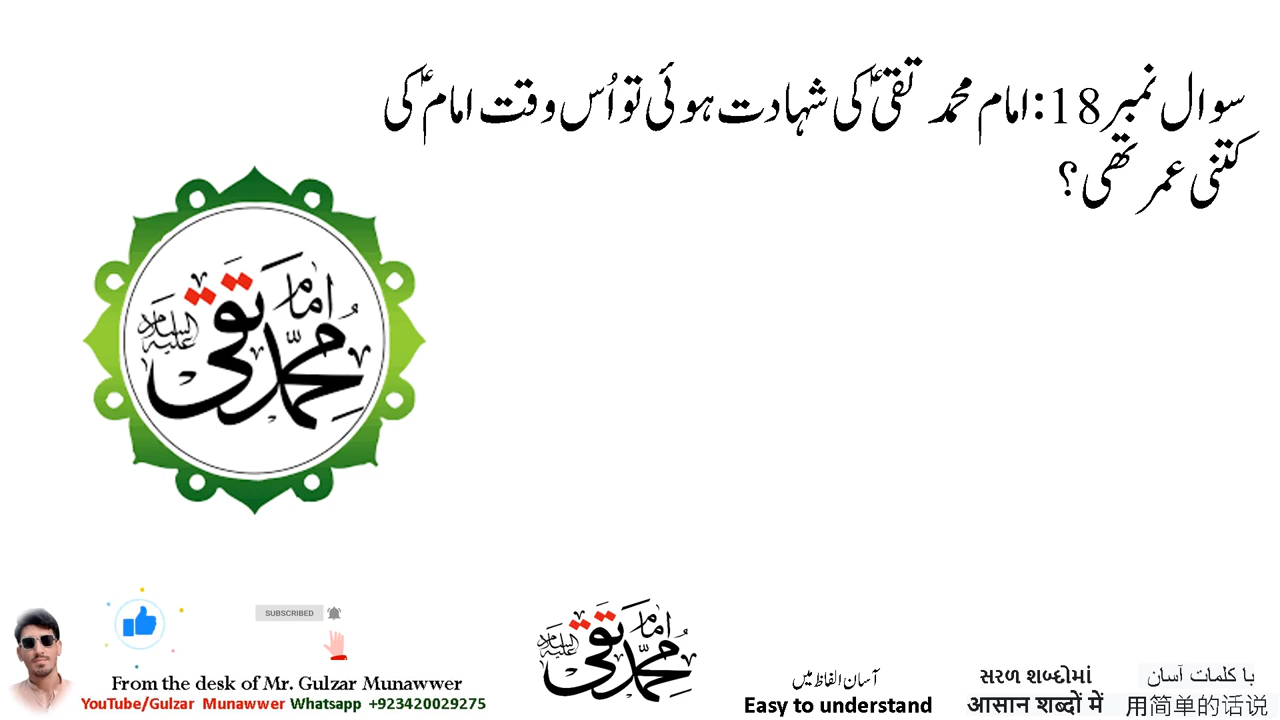 سوال نمبر18:امام محمد تقیؑ کی شہادت ہوئی تو اُس وقت امامؑ کی
کتنی عمر تھی؟
امام
محمد تقی
علیہ السلام
SUBSCRIBED
From the desk of Mr. Gulzar Munawwer
YouTube/Gulzar Munawwer Whatsapp +923420029275
امام
محمد تقی
علیہ السلام
آسان الفاظ میں
Easy to understand
સરળ શબ્દોમાં
आसान शब्दों में
با کلمات آسان
用简单的话说